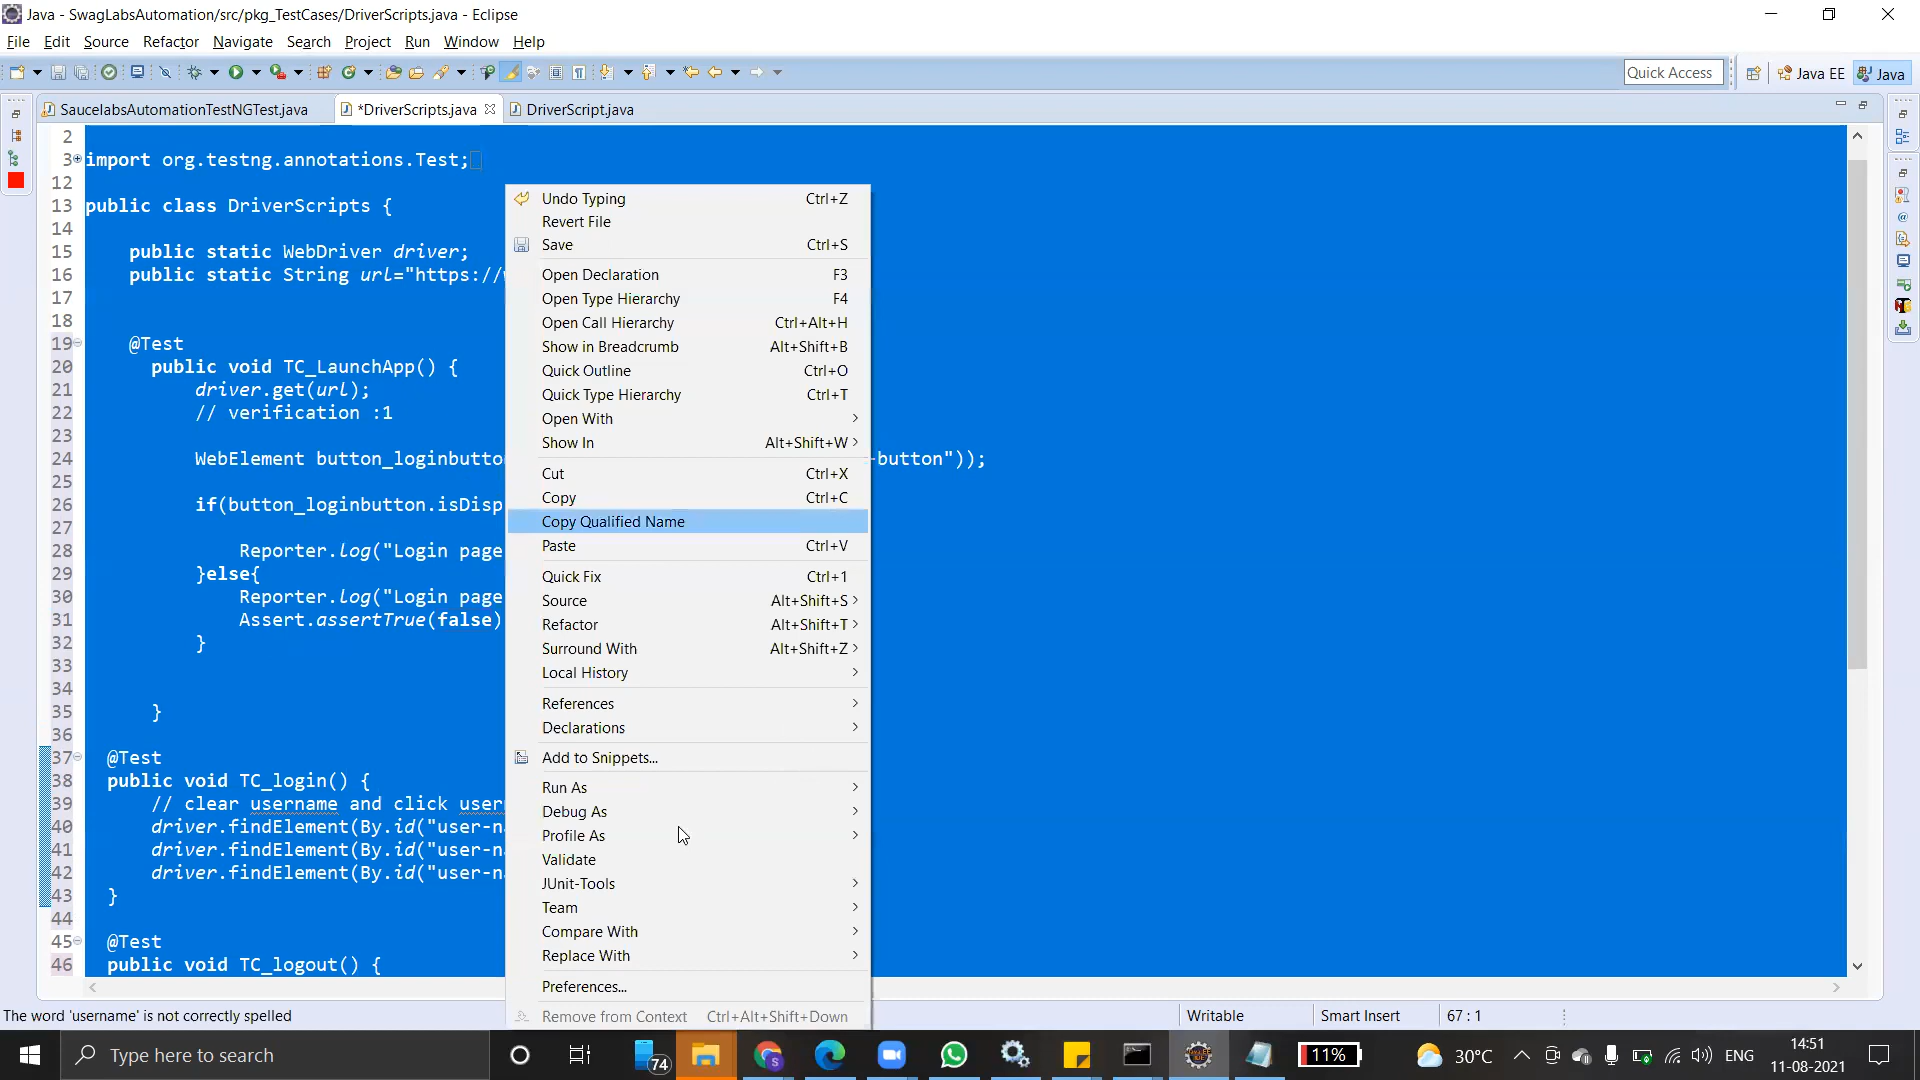 Java - SwagLabsAutomation/src/pkg_TestCases/DriverScripts.java - Eclipse
File Edit Source Refactor Navigate Search Project Run Window Help
Quick Access Java EE Java
SaucelabsAutomationTestNGTest.java *DriverScripts.java DriverScript.java
2
3 import org.testng.annotations.Test;
12
13 public class DriverScripts {
14
15 public static WebDriver driver;
16 public static String url="https://
17
18
19 @Test
20 public void TC_LaunchApp() {
21 driver.get(url);
22 // verification :1
23
24 WebElement button_loginbutto -button"));
25
26 if(button_loginbutton.isDisp
27
28 Reporter.log("Login page
29 }else{
30 Reporter.log("Login page
31 Assert.assertTrue(false)
32 }
33
34
35 }
36
37 @Test
38 public void TC_login() {
39 // clear username and click user
40 driver.findElement(By.id("user-n
41 driver.findElement(By.id("user-n
42 driver.findElement(By.id("user-n
43 }
44
45 @Test
46 public void TC_logout() {
Undo Typing Ctrl+Z
Revert File
Save Ctrl+S
Open Declaration F3
Open Type Hierarchy F4
Open Call Hierarchy Ctrl+Alt+H
Show in Breadcrumb Alt+Shift+B
Quick Outline Ctrl+O
Quick Type Hierarchy Ctrl+T
Open With
Show In Alt+Shift+W
Cut Ctrl+X
Copy Ctrl+C
Copy Qualified Name
Paste Ctrl+V
Quick Fix Ctrl+1
Source Alt+Shift+S
Refactor Alt+Shift+T
Surround With Alt+Shift+Z
Local History
References
Declarations
Add to Snippets...
Run As
Debug As
Profile As
Validate
JUnit-Tools
Team
Compare With
Replace With
Preferences...
Remove from Context Ctrl+Alt+Shift+Down
The word 'username' is not correctly spelled Writable Smart Insert 67 : 1
Type here to search 74 11% 30°C ENG 14:51
11-08-2021